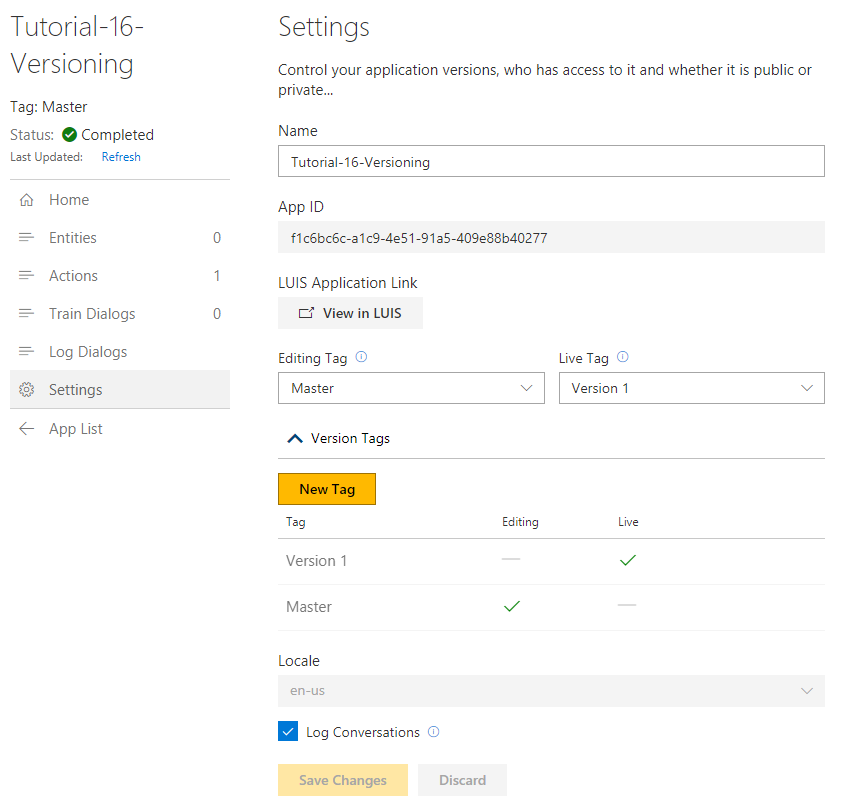 Tutorial-16-
Versioning
Tag: Master
Status: Completed
Last Updated: Refresh
Home
Entities 0
Actions 1
Train Dialogs 0
Log Dialogs
Settings
App List
Settings
Control your application versions, who has access to it and whether it is public or
private...
Name
Tutorial-16-Versioning
App ID
f1c6bc6c-a1c9-4e51-91a5-409e88b40277
LUIS Application Link
View in LUIS
Editing Tag Live Tag
Master Version 1
Version Tags
New Tag
Tag Editing Live
Version 1
Master
Locale
en-us
Log Conversations
Save Changes Discard